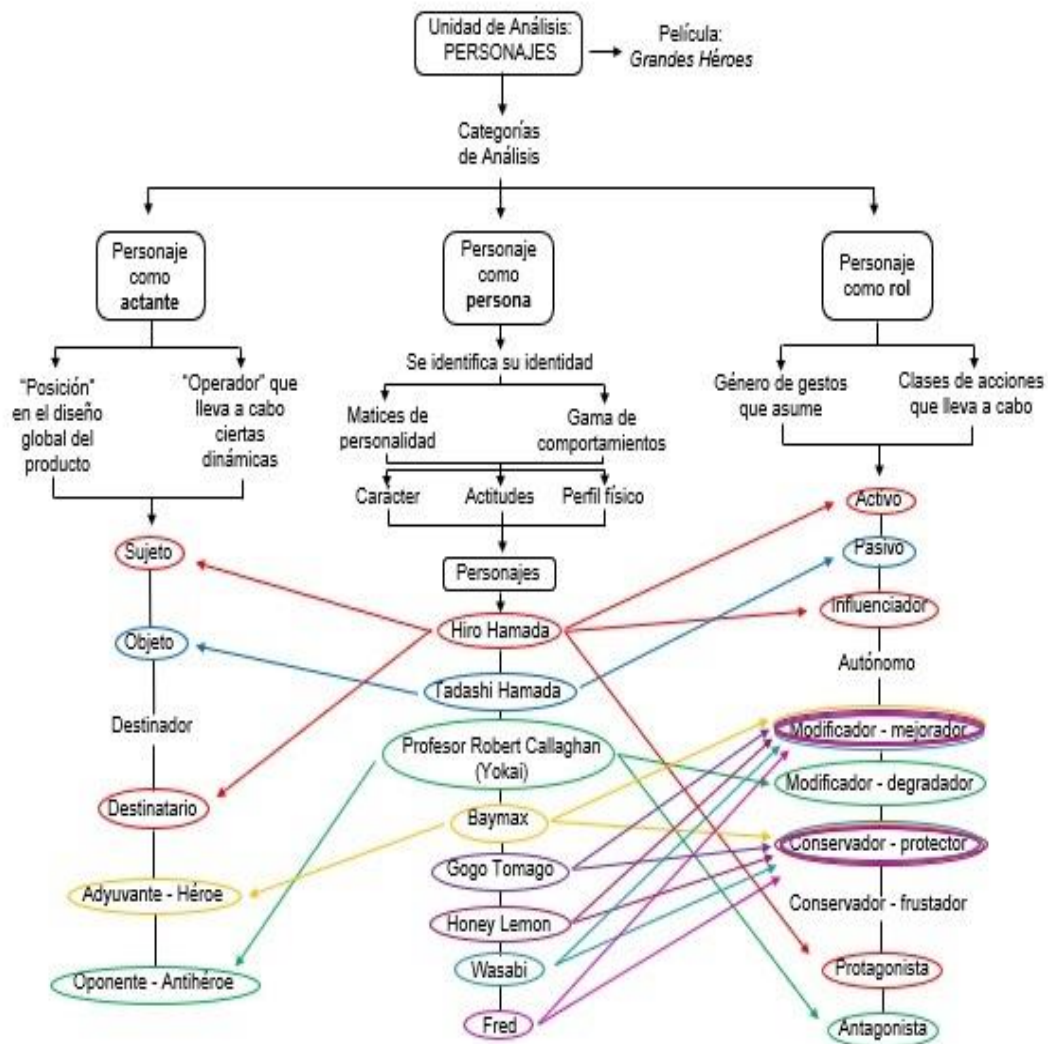 Unidad de Análisis:
PERSONAJES
Película:
Grandes Héroes
Categorías
de Análisis
Personaje
como
actante
Personaje
como
persona
Personaje
como rol
"Posición"
en el diseño
global del
producto
"Operador" que
lleva a cabo
ciertas
dinámicas
Se identifica su identidad
Matices de
personalidad
Gama de
comportamientos
Carácter
Actitudes
Perfil físico
Género de gestos
que asume
Clases de acciones
que lleva a cabo
Personajes
Sujeto
Objeto
Destinador
Destinatario
Adyuvante - Héroe
Oponente - Antihéroe
Hiro Hamada
Tadashi Hamada
Profesor Robert Callaghan
(Yokai)
Baymax
Gogo Tomago
Honey Lemon
Wasabi
Fred
Activo
Pasivo
Influenciador
Autónomo
Modificador - mejorador
Modificador - degradador
Conservador - protector
Conservador - frustador
Protagonista
Antagonista